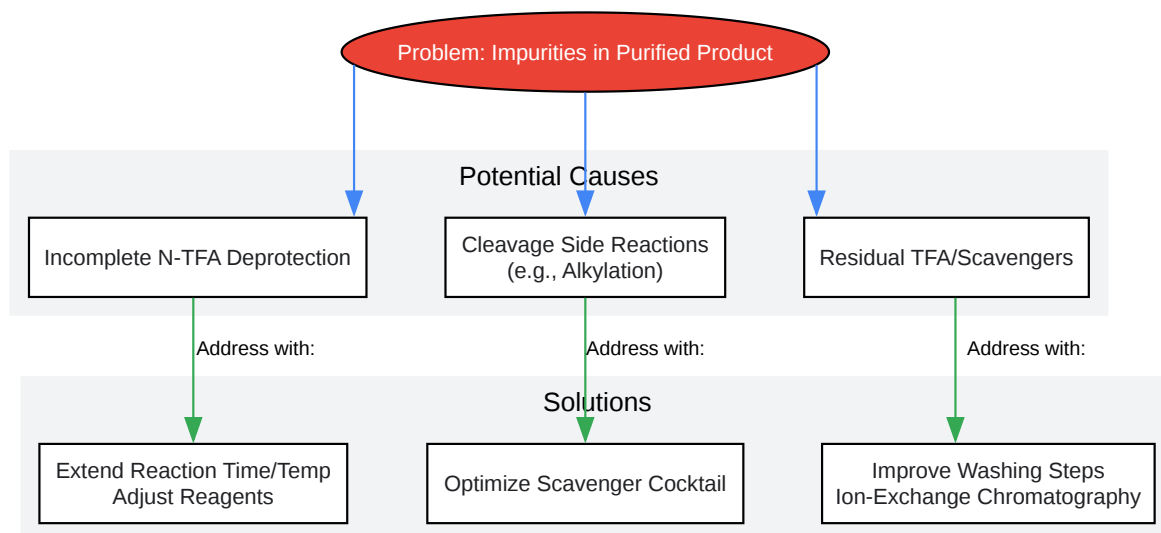 Problem: Impurities in Purified Product
Potential Causes
Incomplete N-TFA Deprotection
Cleavage Side Reactions
(e.g., Alkylation)
Residual TFA/Scavengers
Address with:
Address with:
Address with:
Solutions
Extend Reaction Time/Temp
Adjust Reagents
Optimize Scavenger Cocktail
Improve Washing Steps
Ion-Exchange Chromatography